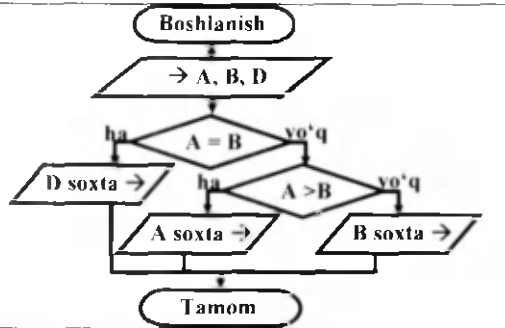 Boshlanish
→ A, B, D
ha
A = B
yo‘q
D soxta →
ha
A >B
yo‘q
A soxta →
B soxta →
Tamom